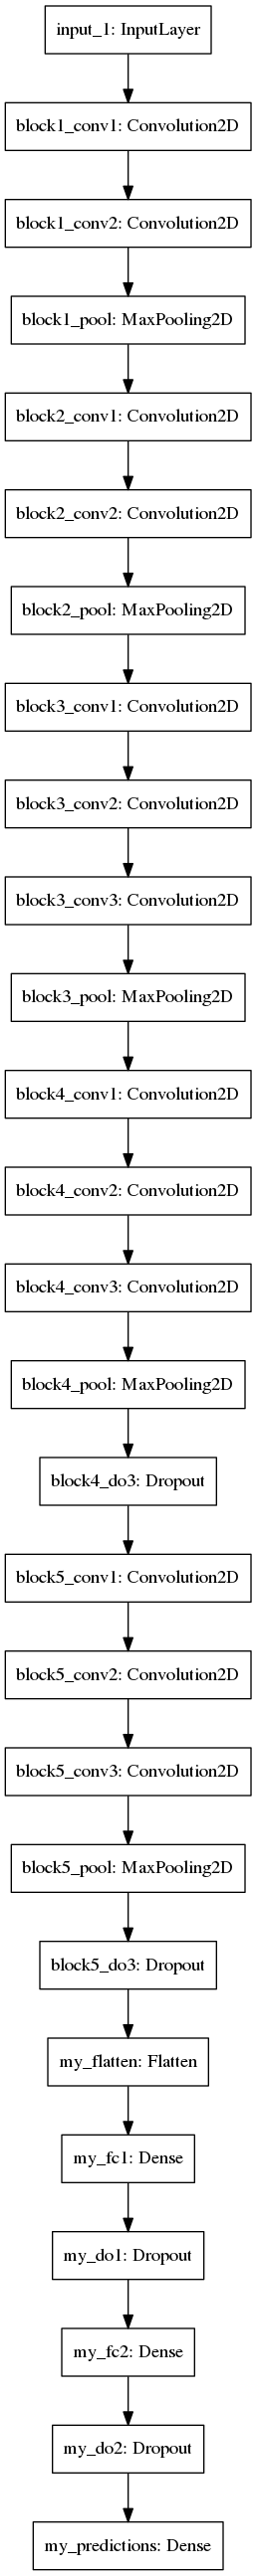 input_1: InputLayer
block1_conv1: Convolution2D
block1_conv2: Convolution2D
block1_pool: MaxPooling2D
block2_conv1: Convolution2D
block2_conv2: Convolution2D
block2_pool: MaxPooling2D
block3_conv1: Convolution2D
block3_conv2: Convolution2D
block3_conv3: Convolution2D
block3_pool: MaxPooling2D
block4_conv1: Convolution2D
block4_conv2: Convolution2D
block4_conv3: Convolution2D
block4_pool: MaxPooling2D
block4_do3: Dropout
block5_conv1: Convolution2D
block5_conv2: Convolution2D
block5_conv3: Convolution2D
block5_pool: MaxPooling2D
block5_do3: Dropout
my_flatten: Flatten
my_fc1: Dense
my_do1: Dropout
my_fc2: Dense
my_do2: Dropout
my_predictions: Dense